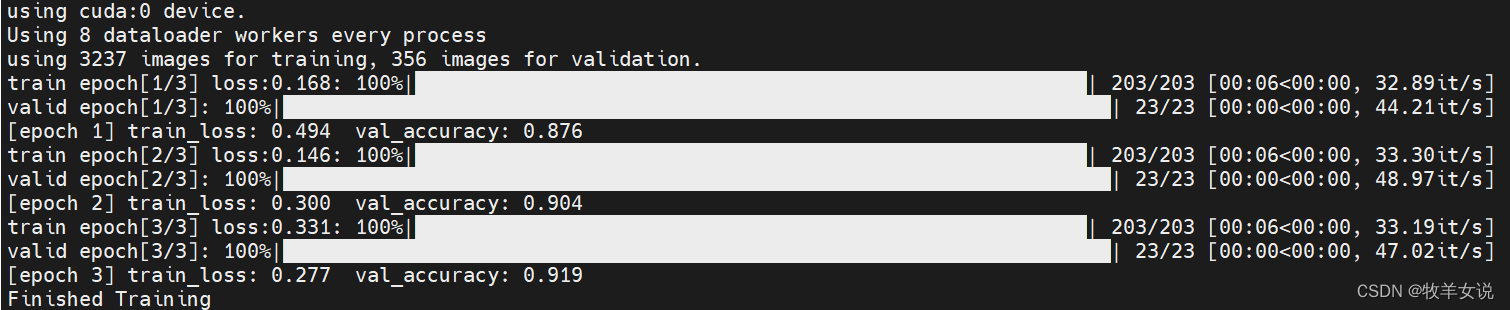 using cuda:0 device.
Using 8 dataloader workers every process
using 3237 images for training, 356 images for validation.
train epoch[1/3] loss:0.168: 100%| | 203/203 [00:06<00:00, 32.89it/s]
valid epoch[1/3]: 100%| | 23/23 [00:00<00:00, 44.21it/s]
[epoch 1] train_loss: 0.494  val_accuracy: 0.876
train epoch[2/3] loss:0.146: 100%| | 203/203 [00:06<00:00, 33.30it/s]
valid epoch[2/3]: 100%| | 23/23 [00:00<00:00, 48.97it/s]
[epoch 2] train_loss: 0.300  val_accuracy: 0.904
train epoch[3/3] loss:0.331: 100%| | 203/203 [00:06<00:00, 33.19it/s]
valid epoch[3/3]: 100%| | 23/23 [00:00<00:00, 47.02it/s]
[epoch 3] train_loss: 0.277  val_accuracy: 0.919
Finished Training
CSDN @牧羊女说